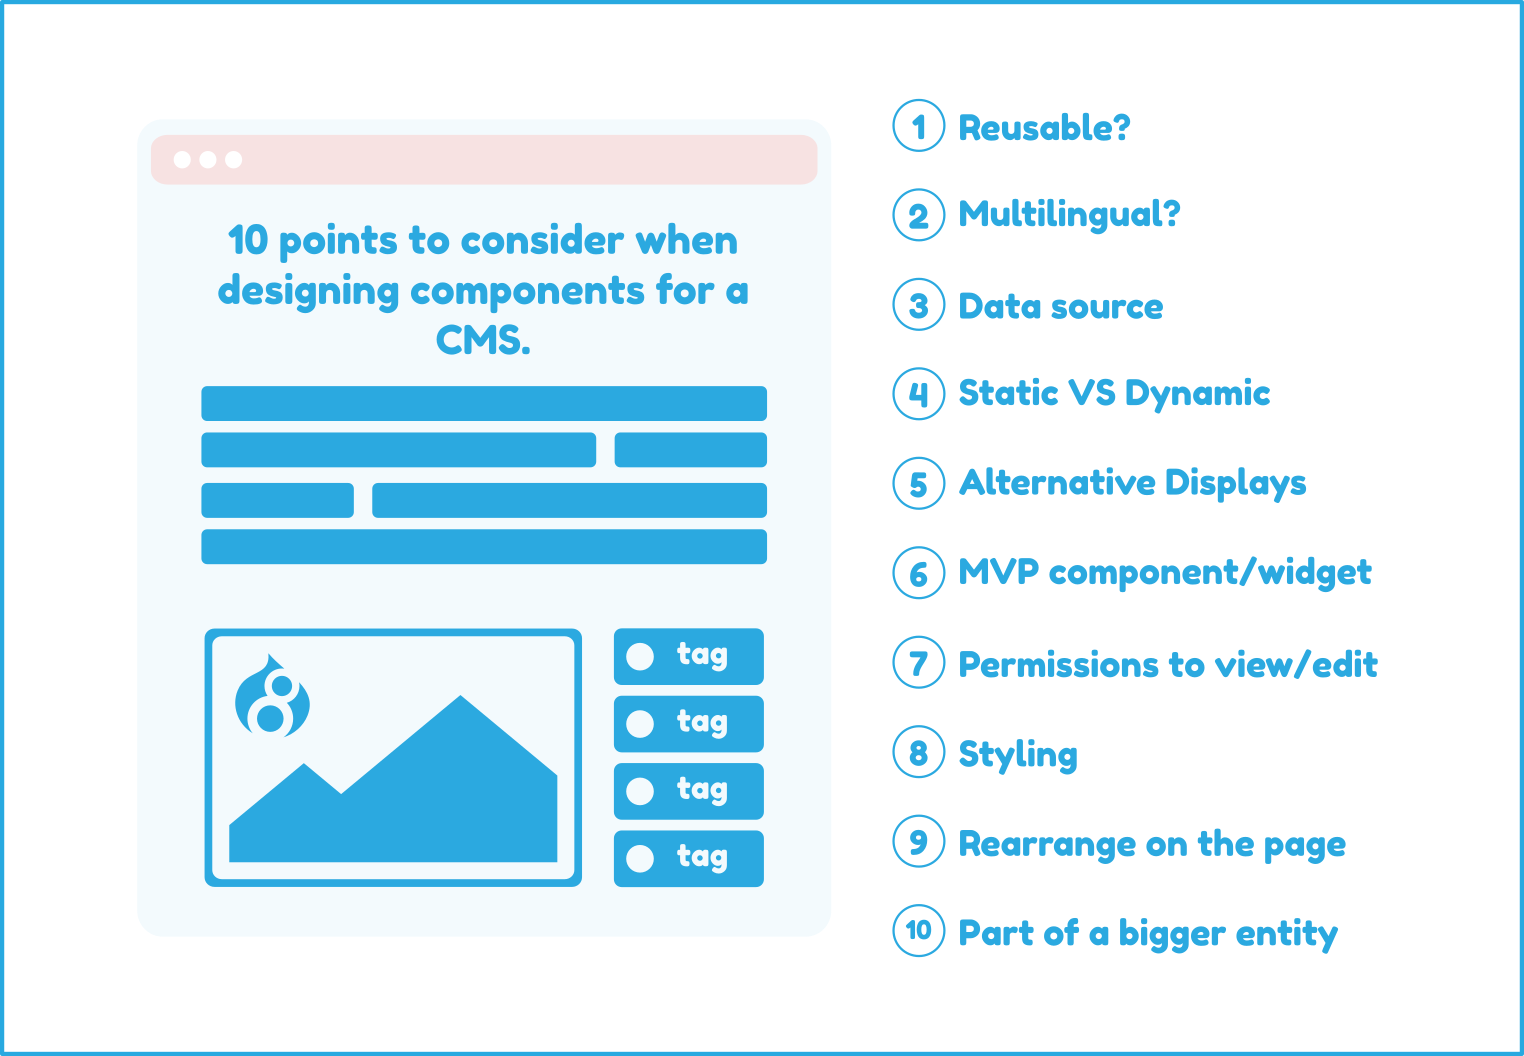 10 points to consider when
designing components for a
CMS.
8
tag
tag
tag
tag
1 Reusable?
2 Multilingual?
3 Data source
4 Static VS Dynamic
5 Alternative Displays
6 MVP component/widget
7 Permissions to view/edit
8 Styling
9 Rearrange on the page
10 Part of a bigger entity